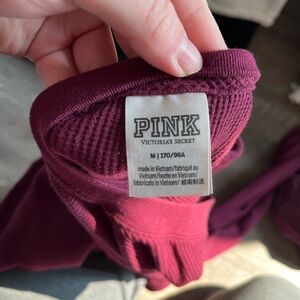 PINK
VICTORIA'S SECRET
M | 170/96A
made in Vietnam/fabriqué au
Vietnam/hecho en Vietnam/
fabbricato in Vietnam/越南制造